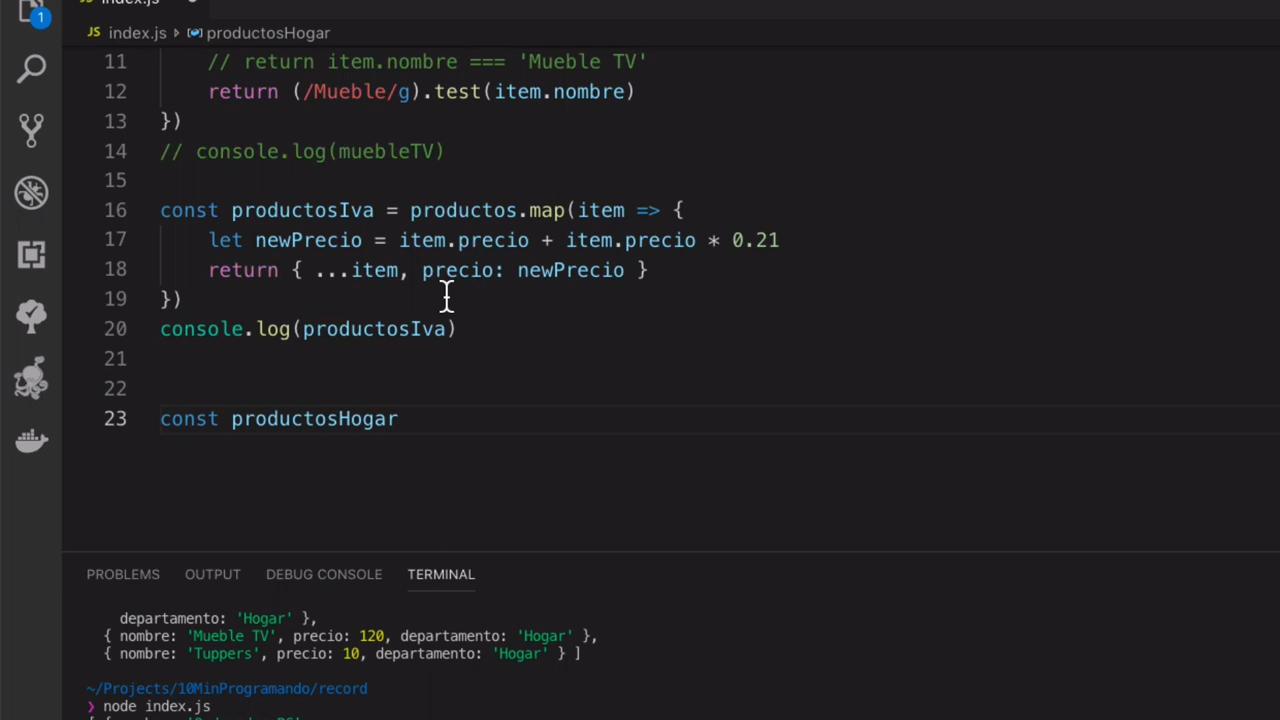 index.js
1
JS index.js productosHogar
11 // return item.nombre === 'Mueble TV'
12 return (/Mueble/g).test(item.nombre)
13 })
14 // console.log(muebleTV)
15
16 const productosIva = productos.map(item => {
17 let newPrecio = item.precio + item.precio * 0.21
18 return { ...item, precio: newPrecio }
19 })
20 console.log(productosIva)
21
22
23 const productosHogar
PROBLEMS OUTPUT DEBUG CONSOLE TERMINAL
departamento: 'Hogar' },
{ nombre: 'Mueble TV', precio: 120, departamento: 'Hogar' },
{ nombre: 'Tuppers', precio: 10, departamento: 'Hogar' } ]
~/Projects/10MinProgramando/record
❯ node index.js